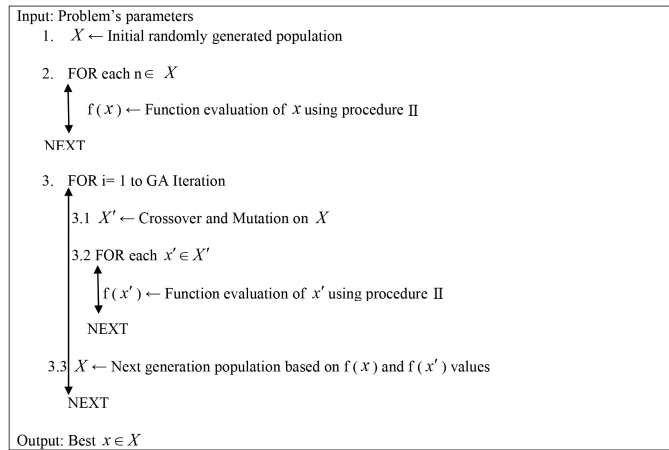 Input: Problem's parameters
1. X ← Initial randomly generated population
2. FOR each n ∈ X
f ( x ) ← Function evaluation of x using procedure II
NEXT
3. FOR i= 1 to GA Iteration
3.1 X′ ← Crossover and Mutation on X
3.2 FOR each x′ ∈ X′
f ( x′ ) ← Function evaluation of x′ using procedure II
NEXT
3.3 X ← Next generation population based on f ( x ) and f ( x′ ) values
NEXT
Output: Best x ∈ X